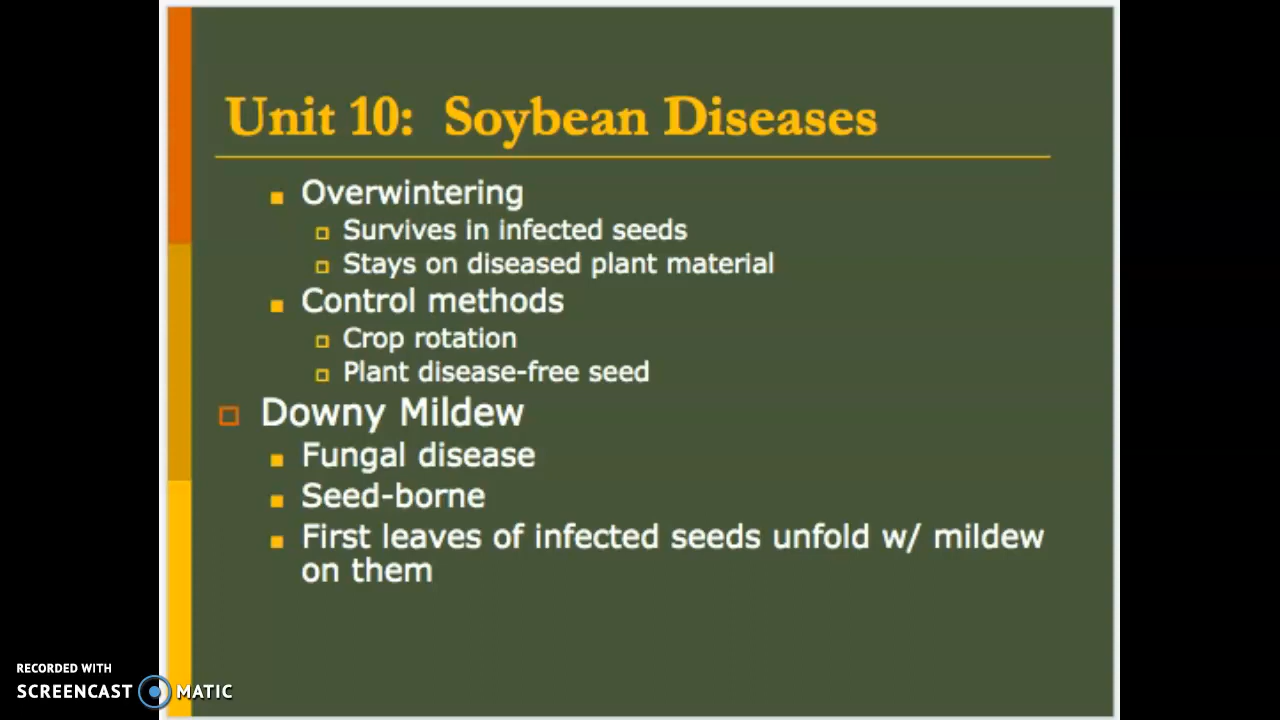 Unit 10: Soybean Diseases
Overwintering
Survives in infected seeds
Stays on diseased plant material
Control methods
Crop rotation
Plant disease-free seed
Downy Mildew
Fungal disease
Seed-borne
First leaves of infected seeds unfold w/ mildew
on them
RECORDED WITH
SCREENCAST MATIC